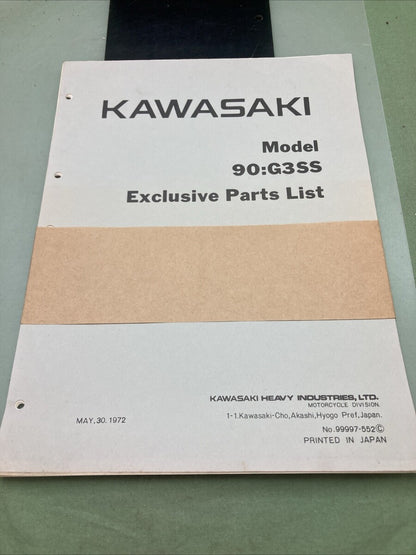 KAWASAKI
Model
90:G3SS
Exclusive Parts List
KAWASAKI HEAVY INDUSTRIES, LTD.
MOTORCYCLE DIVISION.
1-1.Kawasaki-Cho,Akashi,Hyogo Pref,Japan.
MAY,30.1972
No.99997-552©
PRINTED IN JAPAN